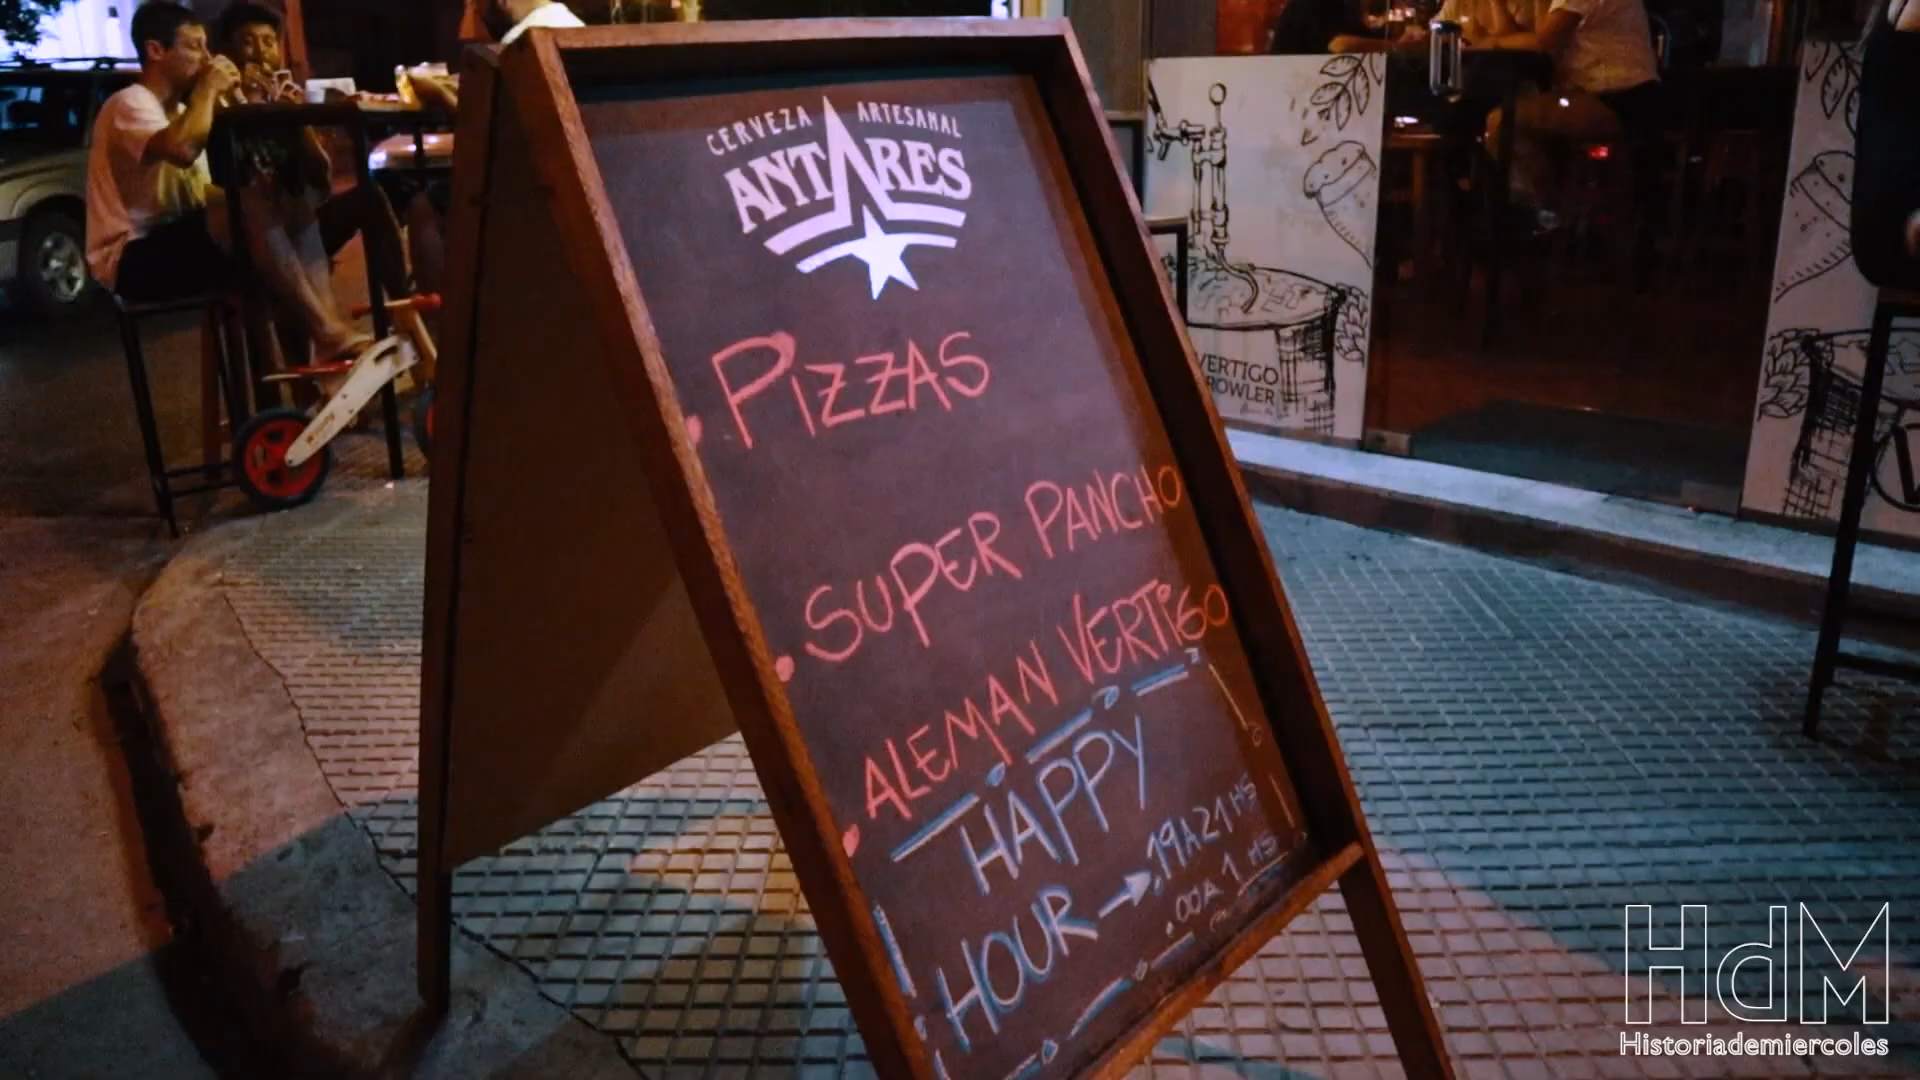 CERVEZA ARTESANAL
ANTARES
. PIZZAS
. SUPER PANCHO
ALEMAN VERTIGO
. HAPPY
HOUR → . 19 A 21 HS
. 00 A 1 HS
VERTIGO
ROWLER
HdM
Historiademiercoles